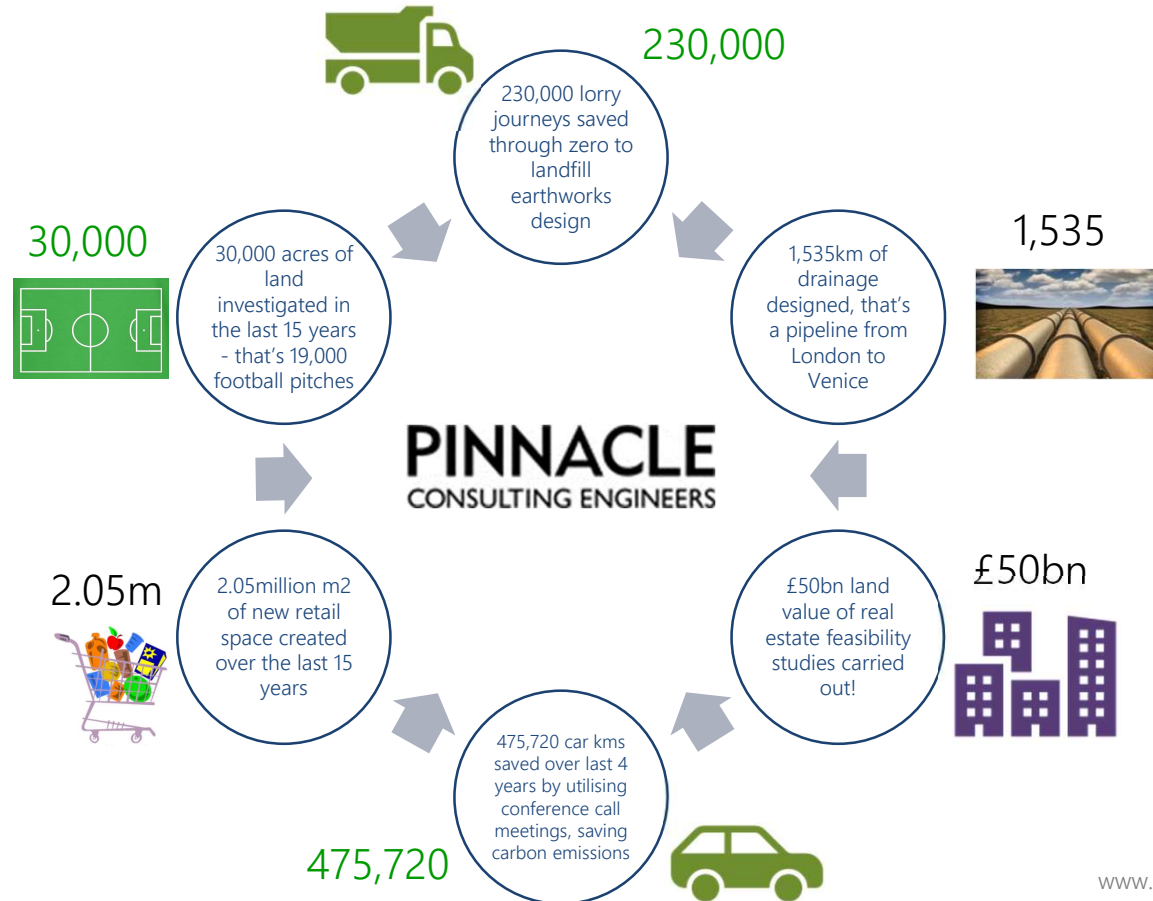 230,000
230,000 lorry
journeys saved
through zero to
landfill
earthworks
design
30,000
30,000 acres of
land
investigated in
the last 15 years
- that's 19,000
football pitches
1,535km of
drainage
designed, that's
a pipeline from
London to
Venice
1,535
PINNACLE
CONSULTING ENGINEERS
2.05m
2.05million m2
of new retail
space created
over the last 15
years
£50bn land
value of real
estate feasibility
studies carried
out!
£50bn
475,720 car kms
saved over last 4
years by utilising
conference call
meetings, saving
carbon emissions
475,720
www.